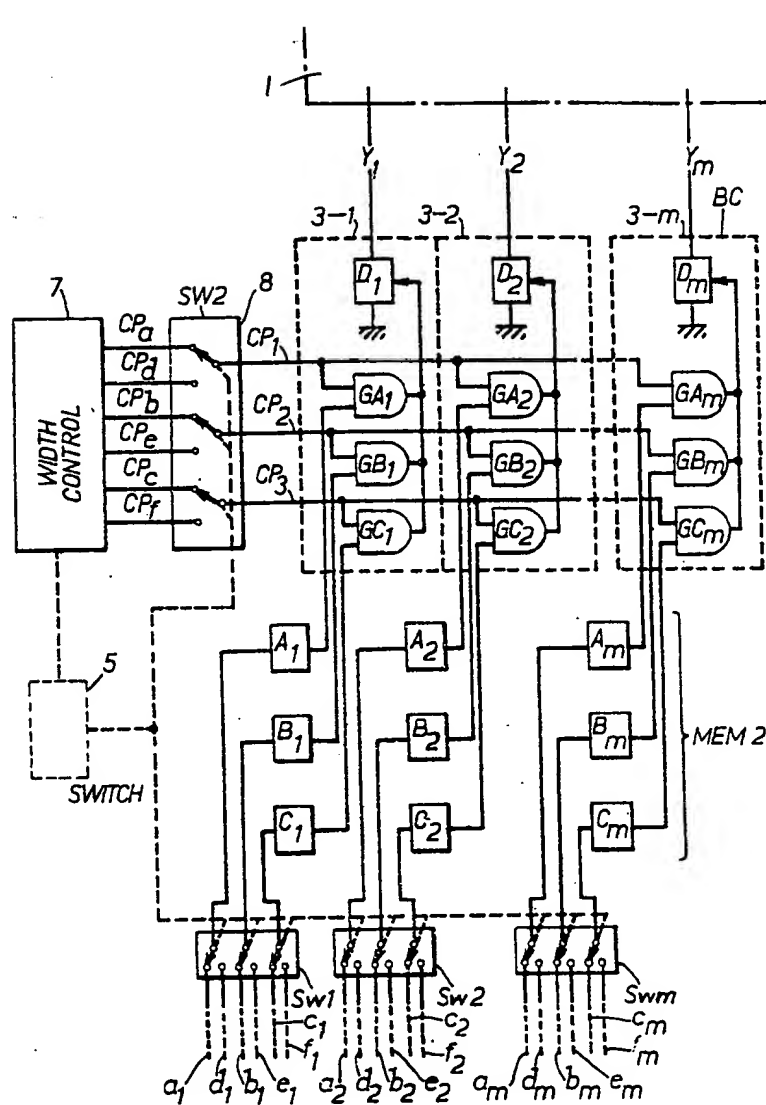 1
Y1 Y2 Ym
3-1 3-2 3-m BC
7 SW2 8
D1 D2 Dm
WIDTH CONTROL
CPa
CPd
CPb
CPe
CPc
CPf
CP1
CP2
CP3
GA1 GA2 GAm
GB1 GB2 GBm
GC1 GC2 GCm
5
SWITCH
A1 A2 Am
B1 B2 Bm
C1 C2 Cm
MEM 2
Sw1 Sw2 Swm
c1 c2 cm
f1 f2 fm
a1 d1 b1 e1 a2 d2 b2 e2 am dm bm em